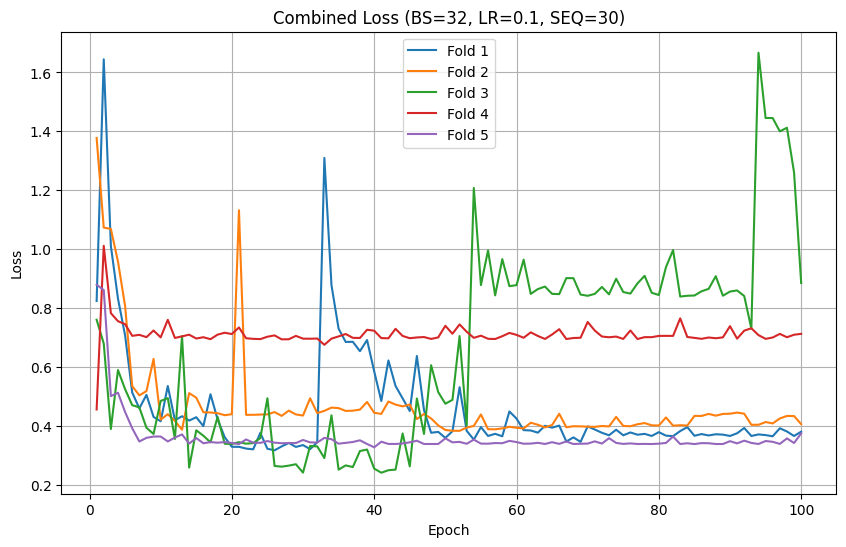 Combined Loss (BS=32, LR=0.1, SEQ=30)
Fold 1
Fold 2
Fold 3
Fold 4
Fold 5
Loss
1.6
1.4
1.2
1.0
0.8
0.6
0.4
0.2
0 20 40 60 80 100
Epoch